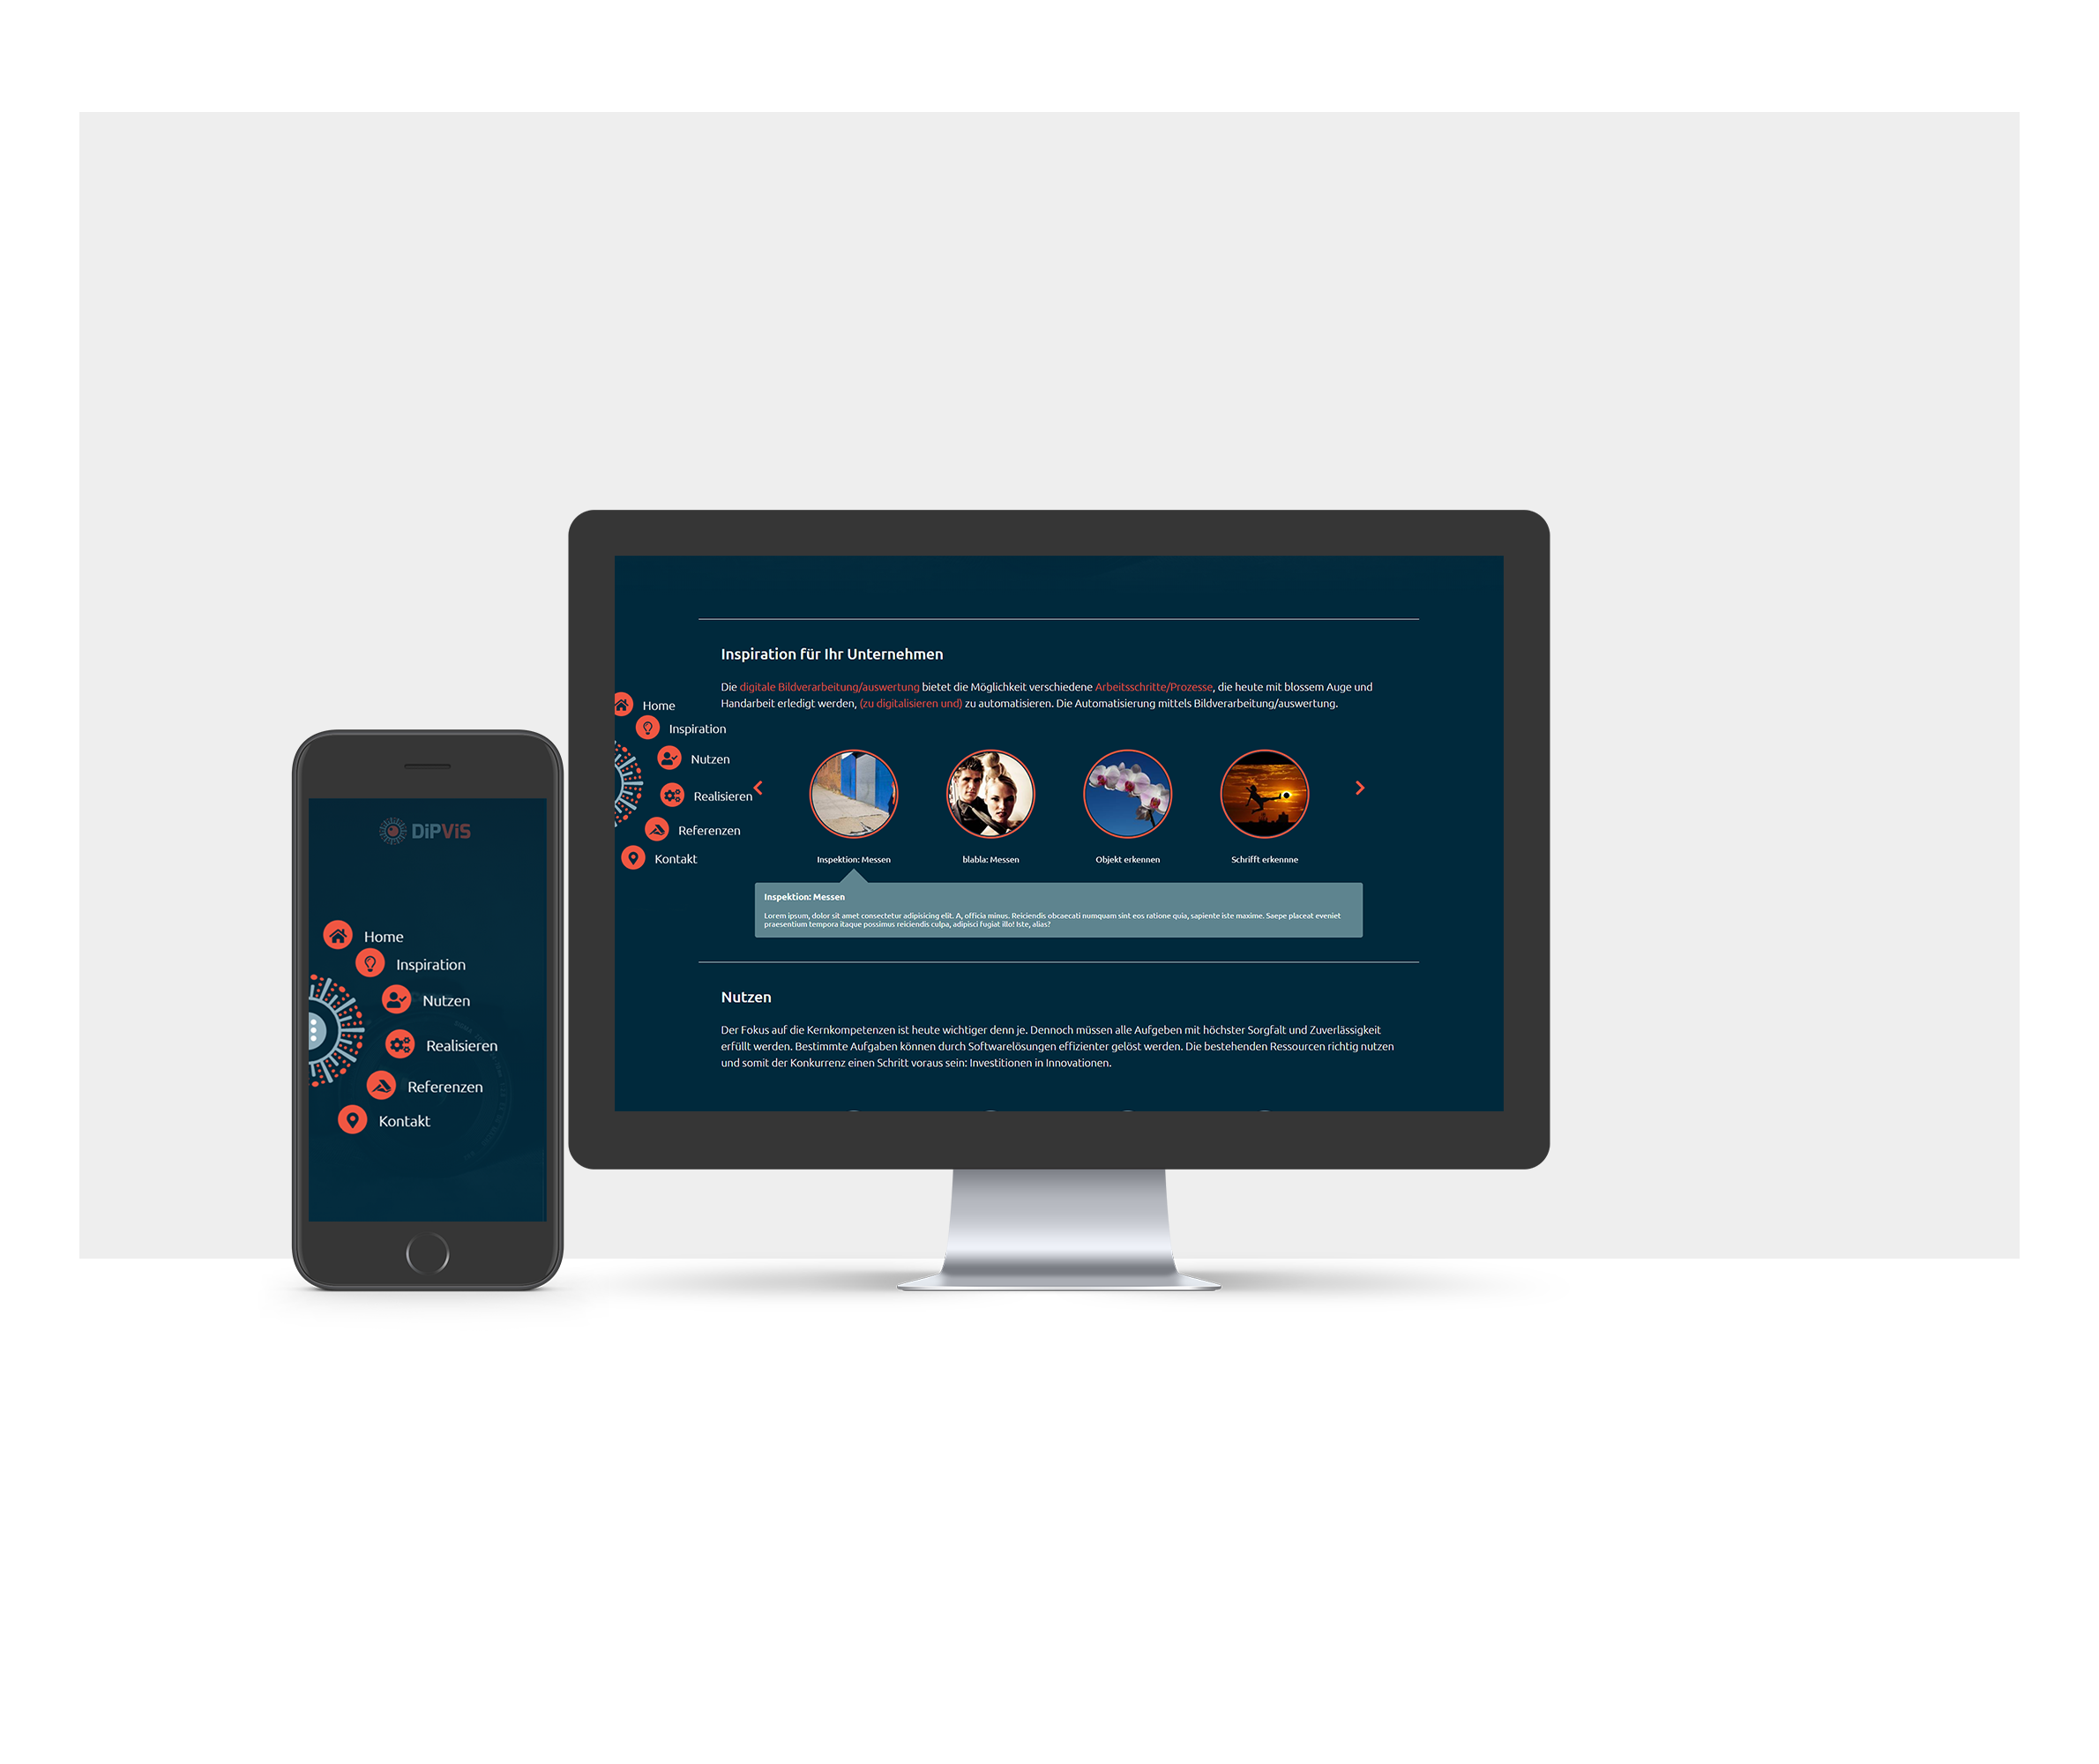 DiPViS
Home
Inspiration
Nutzen
Realisieren
Referenzen
Kontakt
Home
Inspiration
Nutzen
Realisieren
Referenzen
Kontakt
Inspiration für Ihr Unternehmen
Die digitale Bildverarbeitung/auswertung bietet die Möglichkeit verschiedene Arbeitsschritte/Prozesse, die heute mit blossem Auge und
Handarbeit erledigt werden, (zu digitalisieren und) zu automatisieren. Die Automatisierung mittels Bildverarbeitung/auswertung.
Inspektion: Messen
blabla: Messen
Objekt erkennen
Schrifft erkennne
Inspektion: Messen
Lorem ipsum, dolor sit amet consectetur adipisicing elit. A, officia minus. Reiciendis obcaecati numquam sint eos ratione quia, sapiente iste maxime. Saepe placeat eveniet
praesentium tempora itaque possimus reiciendis culpa, adipisci fugiat illo! Iste, alias?
Nutzen
Der Fokus auf die Kernkompetenzen ist heute wichtiger denn je. Dennoch müssen alle Aufgeben mit höchster Sorgfalt und Zuverlässigkeit
erfüllt werden. Bestimmte Aufgaben können durch Softwarelösungen effizienter gelöst werden. Die bestehenden Ressourcen richtig nutzen
und somit der Konkurrenz einen Schritt voraus sein: Investitionen in Innovationen.